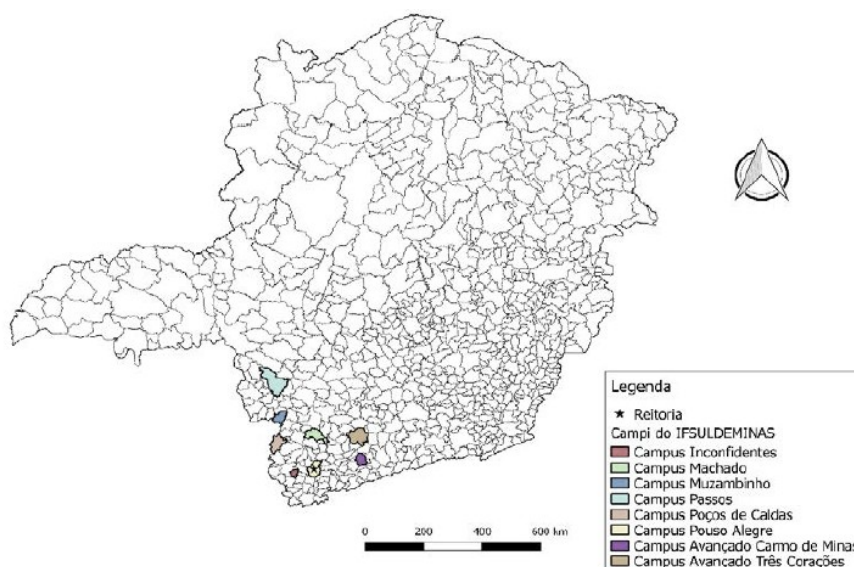 Legenda
★ Reitoria
Campi do IFSULDEMINAS
Campus Inconfidentes
Campus Machado
Campus Muzambinho
Campus Passos
Campus Poços de Caldas
Campus Pouso Alegre
Campus Avançado Carmo de Minas
Campus Avançado Três Corações
0 200 400 600 km